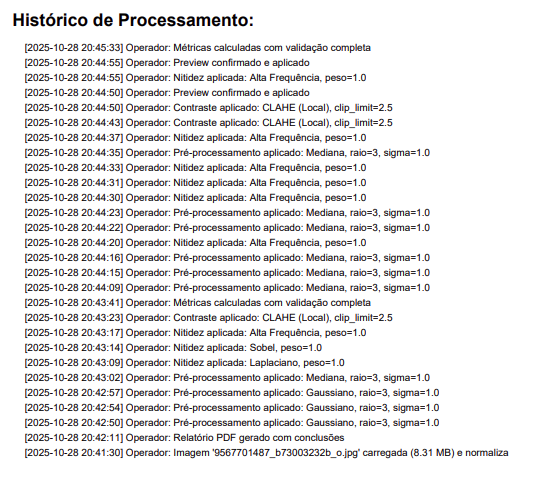 Histórico de Processamento:
[2025-10-28 20:45:33] Operador: Métricas calculadas com validação completa
[2025-10-28 20:44:55] Operador: Preview confirmado e aplicado
[2025-10-28 20:44:55] Operador: Nitidez aplicada: Alta Frequência, peso=1.0
[2025-10-28 20:44:50] Operador: Preview confirmado e aplicado
[2025-10-28 20:44:50] Operador: Contraste aplicado: CLAHE (Local), clip_limit=2.5
[2025-10-28 20:44:43] Operador: Contraste aplicado: CLAHE (Local), clip_limit=2.5
[2025-10-28 20:44:37] Operador: Nitidez aplicada: Alta Frequência, peso=1.0
[2025-10-28 20:44:35] Operador: Pré-processamento aplicado: Mediana, raio=3, sigma=1.0
[2025-10-28 20:44:33] Operador: Nitidez aplicada: Alta Frequência, peso=1.0
[2025-10-28 20:44:31] Operador: Nitidez aplicada: Alta Frequência, peso=1.0
[2025-10-28 20:44:30] Operador: Nitidez aplicada: Alta Frequência, peso=1.0
[2025-10-28 20:44:23] Operador: Pré-processamento aplicado: Mediana, raio=3, sigma=1.0
[2025-10-28 20:44:22] Operador: Pré-processamento aplicado: Mediana, raio=3, sigma=1.0
[2025-10-28 20:44:20] Operador: Nitidez aplicada: Alta Frequência, peso=1.0
[2025-10-28 20:44:16] Operador: Pré-processamento aplicado: Mediana, raio=3, sigma=1.0
[2025-10-28 20:44:15] Operador: Pré-processamento aplicado: Mediana, raio=3, sigma=1.0
[2025-10-28 20:44:09] Operador: Pré-processamento aplicado: Mediana, raio=3, sigma=1.0
[2025-10-28 20:43:41] Operador: Métricas calculadas com validação completa
[2025-10-28 20:43:23] Operador: Contraste aplicado: CLAHE (Local), clip_limit=2.5
[2025-10-28 20:43:17] Operador: Nitidez aplicada: Alta Frequência, peso=1.0
[2025-10-28 20:43:14] Operador: Nitidez aplicada: Sobel, peso=1.0
[2025-10-28 20:43:09] Operador: Nitidez aplicada: Laplaciano, peso=1.0
[2025-10-28 20:43:02] Operador: Pré-processamento aplicado: Mediana, raio=3, sigma=1.0
[2025-10-28 20:42:57] Operador: Pré-processamento aplicado: Gaussiano, raio=3, sigma=1.0
[2025-10-28 20:42:54] Operador: Pré-processamento aplicado: Gaussiano, raio=3, sigma=1.0
[2025-10-28 20:42:50] Operador: Pré-processamento aplicado: Gaussiano, raio=3, sigma=1.0
[2025-10-28 20:42:11] Operador: Relatório PDF gerado com conclusões
[2025-10-28 20:41:30] Operador: Imagem '9567701487_b73003232b_o.jpg' carregada (8.31 MB) e normaliza